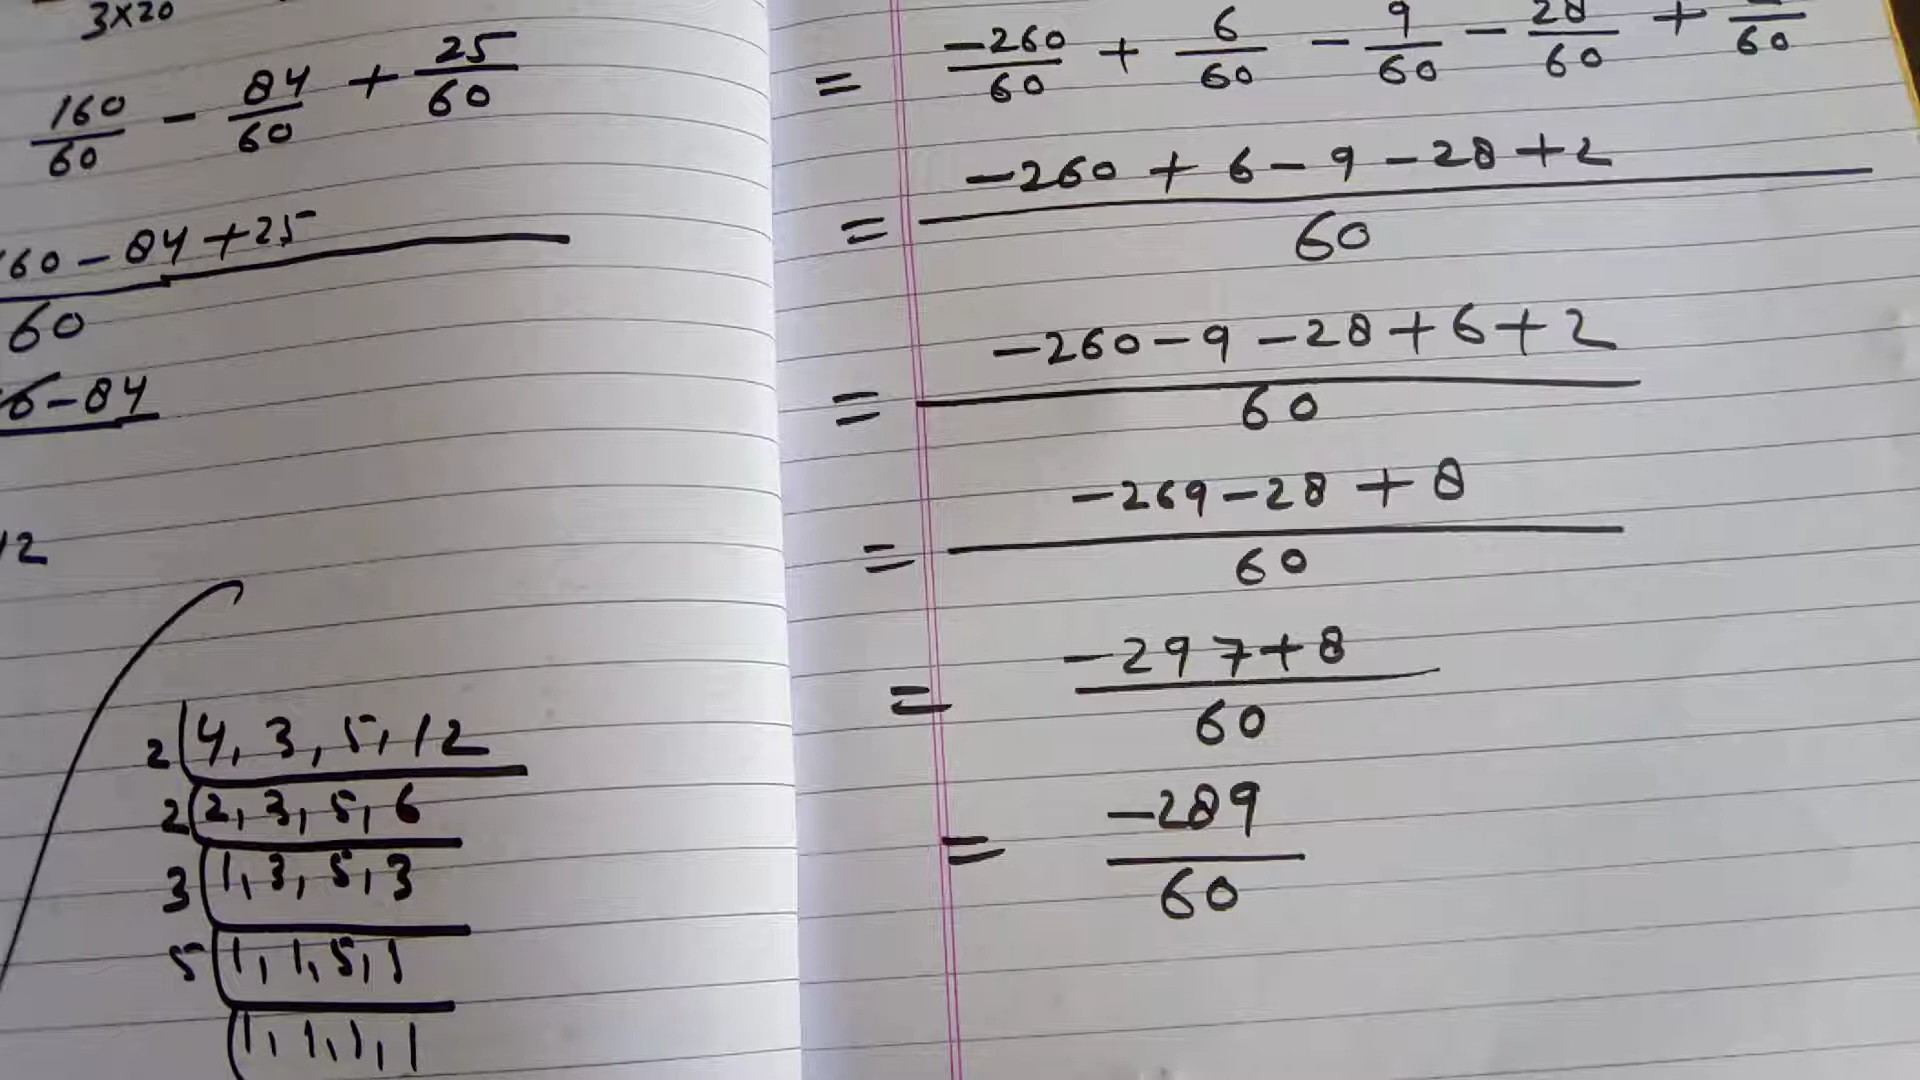 3×20
160/60 - 84/60 + 25/60
60 - 84 + 25
60
6 - 84
12
2 | 4, 3, 5, 12
2 | 2, 3, 5, 6
3 | 1, 3, 5, 3
5 | 1, 1, 5, 1
| 1, 1, 1, 1
= -260/60 + 6/60 - 9/60 - 28/60 + /60
= -260 + 6 - 9 - 28 + 2
60
= -260 - 9 - 28 + 6 + 2
60
= -269 - 28 + 8
60
= -297 + 8
60
= -289
60